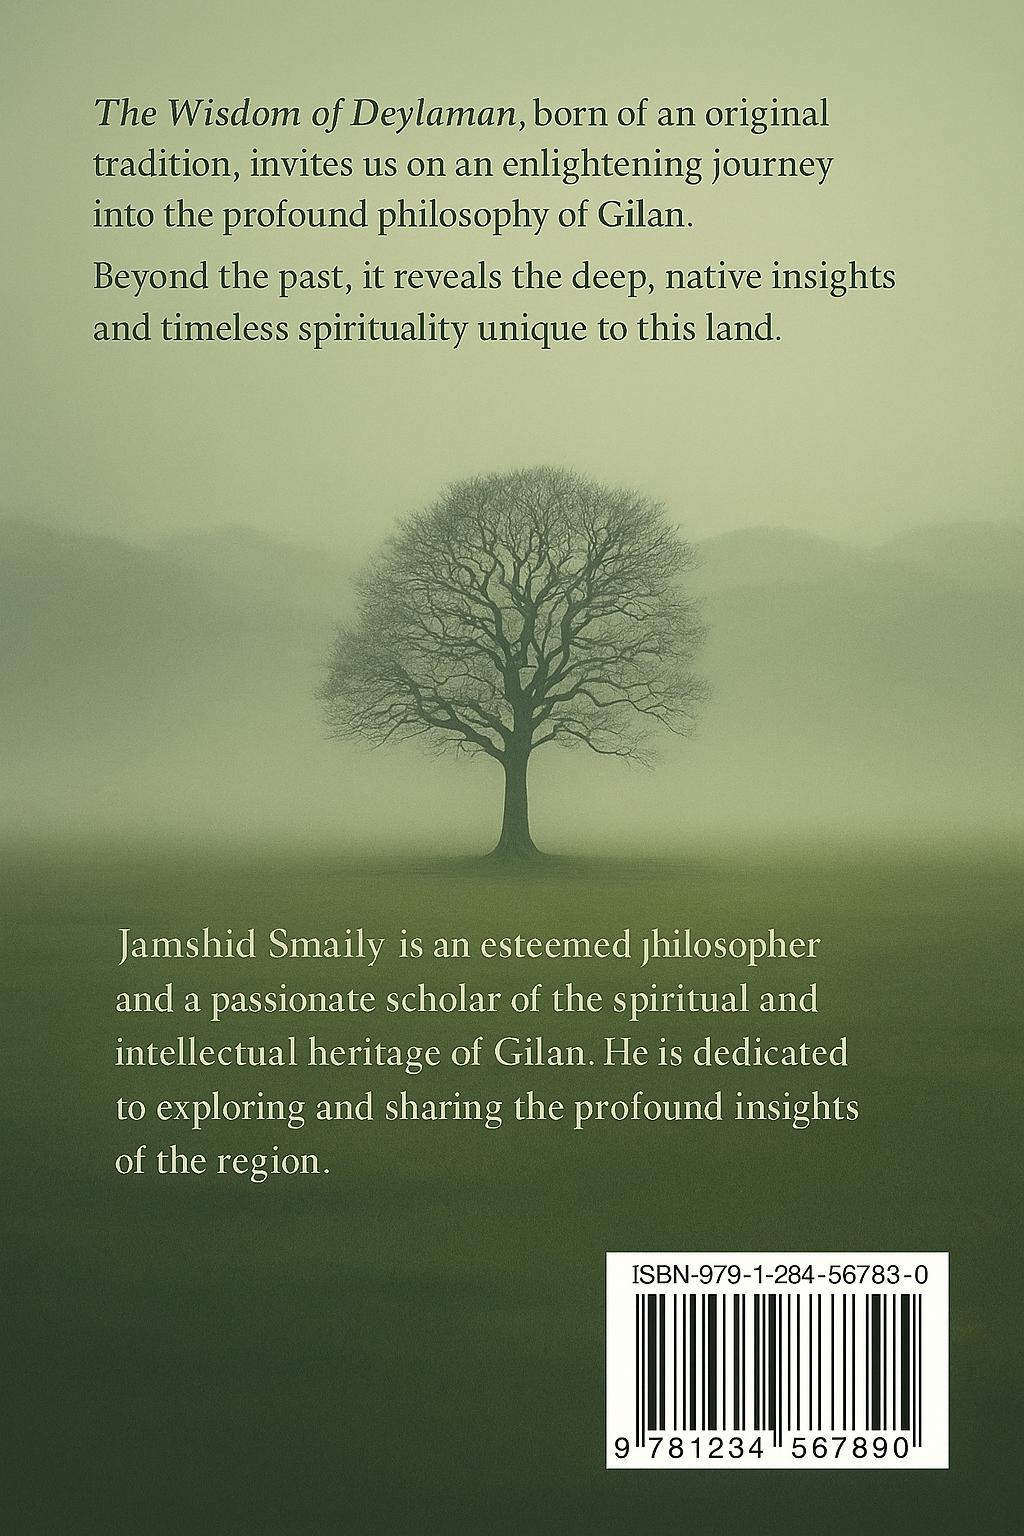 The Wisdom of Deylaman, born of an original
tradition, invites us on an enlightening journey
into the profound philosophy of Gilan.
Beyond the past, it reveals the deep, native insights
and timeless spirituality unique to this land.
Jamshid Smaily is an esteemed jhilosopher
and a passionate scholar of the spiritual and
intellectual heritage of Gilan. He is dedicated
to exploring and sharing the profound insights
of the region.
ISBN-979-1-284-56783-0
9 781234 567890